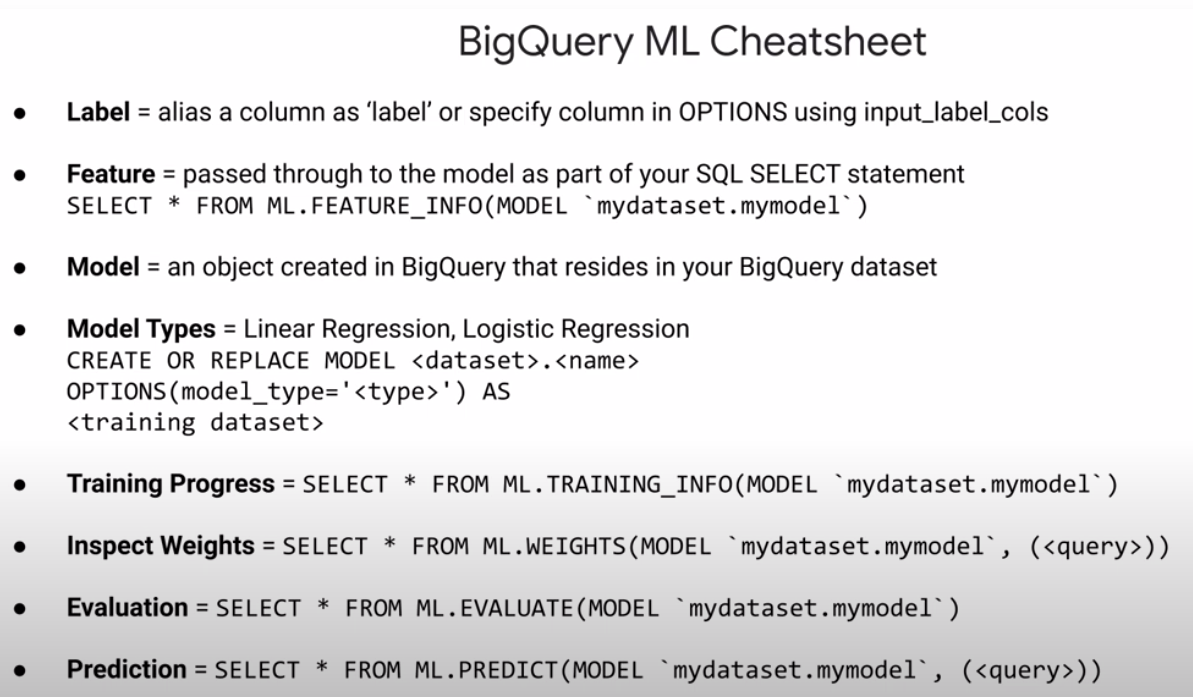 BigQuery ML Cheatsheet
● Label = alias a column as ‘label’ or specify column in OPTIONS using input_label_cols
● Feature = passed through to the model as part of your SQL SELECT statement
SELECT * FROM ML.FEATURE_INFO(MODEL `mydataset.mymodel`)
● Model = an object created in BigQuery that resides in your BigQuery dataset
● Model Types = Linear Regression, Logistic Regression
CREATE OR REPLACE MODEL <dataset>.<name>
OPTIONS(model_type='<type>') AS
<training dataset>
● Training Progress = SELECT * FROM ML.TRAINING_INFO(MODEL `mydataset.mymodel`)
● Inspect Weights = SELECT * FROM ML.WEIGHTS(MODEL `mydataset.mymodel`, (<query>))
● Evaluation = SELECT * FROM ML.EVALUATE(MODEL `mydataset.mymodel`)
● Prediction = SELECT * FROM ML.PREDICT(MODEL `mydataset.mymodel`, (<query>))